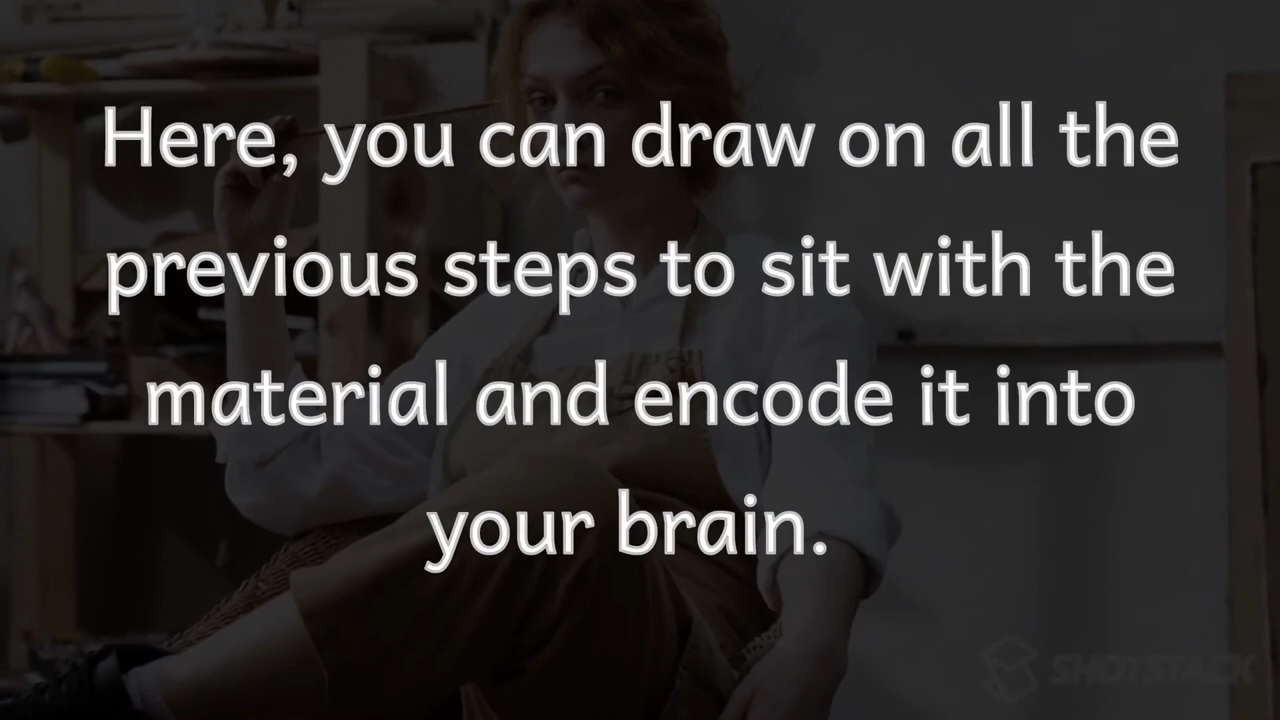 Here, you can draw on all the
previous steps to sit with the
material and encode it into
your brain.
SHOTSTACK